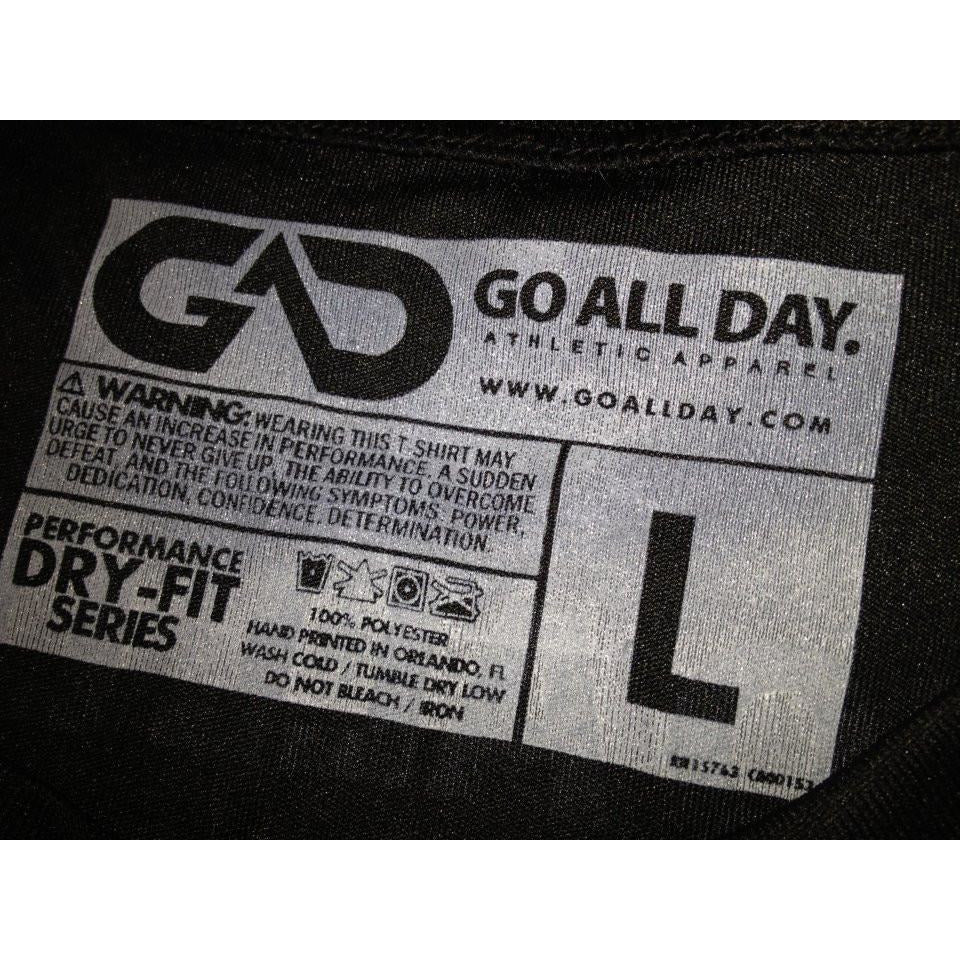 GAD
GO ALL DAY.
ATHLETIC APPAREL
WWW.GOALLDAY.COM
WARNING: WEARING THIS T-SHIRT MAY
CAUSE AN INCREASE IN PERFORMANCE, A SUDDEN
URGE TO NEVER GIVE UP, THE ABILITY TO OVERCOME
DEFEAT, AND THE FOLLOWING SYMPTOMS, POWER,
DEDICATION, CONFIDENCE, DETERMINATION.
PERFORMANCE
DRY-FIT
SERIES
100% POLYESTER
HAND PRINTED IN ORLANDO, FL
WASH COLD / TUMBLE DRY LOW
DO NOT BLEACH / IRON
L